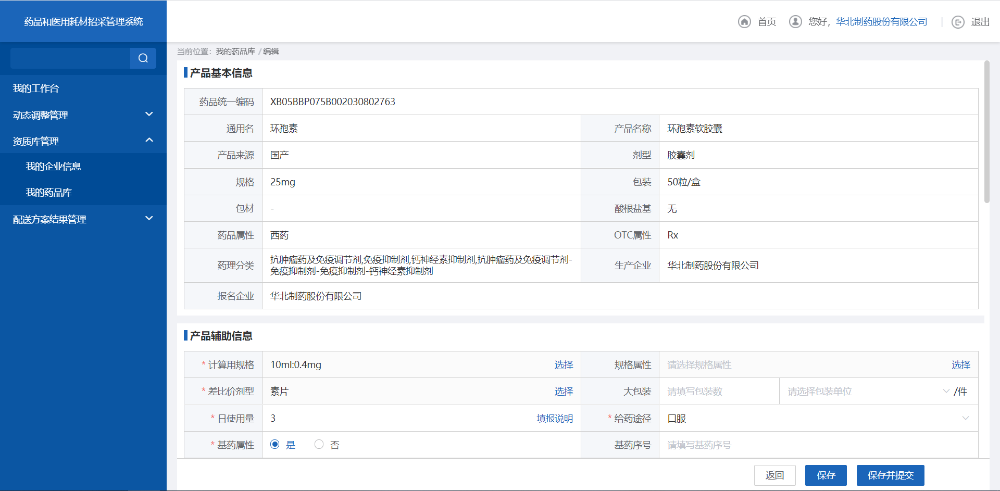 药品和医用耗材招采管理系统
首页
您好，华北制药股份有限公司
退出
当前位置：我的药品库 / 编辑
我的工作台
动态调整管理
资质库管理
我的企业信息
我的药品库
配送方案结果管理
产品基本信息
药品统一编码 XB05BBP075B002030802763
通用名 环孢素 产品名称 环孢素软胶囊
产品来源 国产 剂型 胶囊剂
规格 25mg 包装 50粒/盒
包材 - 酸根盐基 无
药品属性 西药 OTC属性 Rx
药理分类 抗肿瘤药及免疫调节剂,免疫抑制剂,钙神经素抑制剂,抗肿瘤药及免疫调节剂-
免疫抑制剂-免疫抑制剂-钙神经素抑制剂
生产企业 华北制药股份有限公司
报名企业 华北制药股份有限公司
产品辅助信息
* 计算用规格 10ml:0.4mg 选择 规格属性 请选择规格属性 选择
* 差比价剂型 素片 选择 大包装 请填写包装数 请选择包装单位 /件
* 日使用量 3 填报说明 * 给药途径 口服
* 基药属性 是 否 基药序号 请填写基药序号
返回 保存 保存并提交